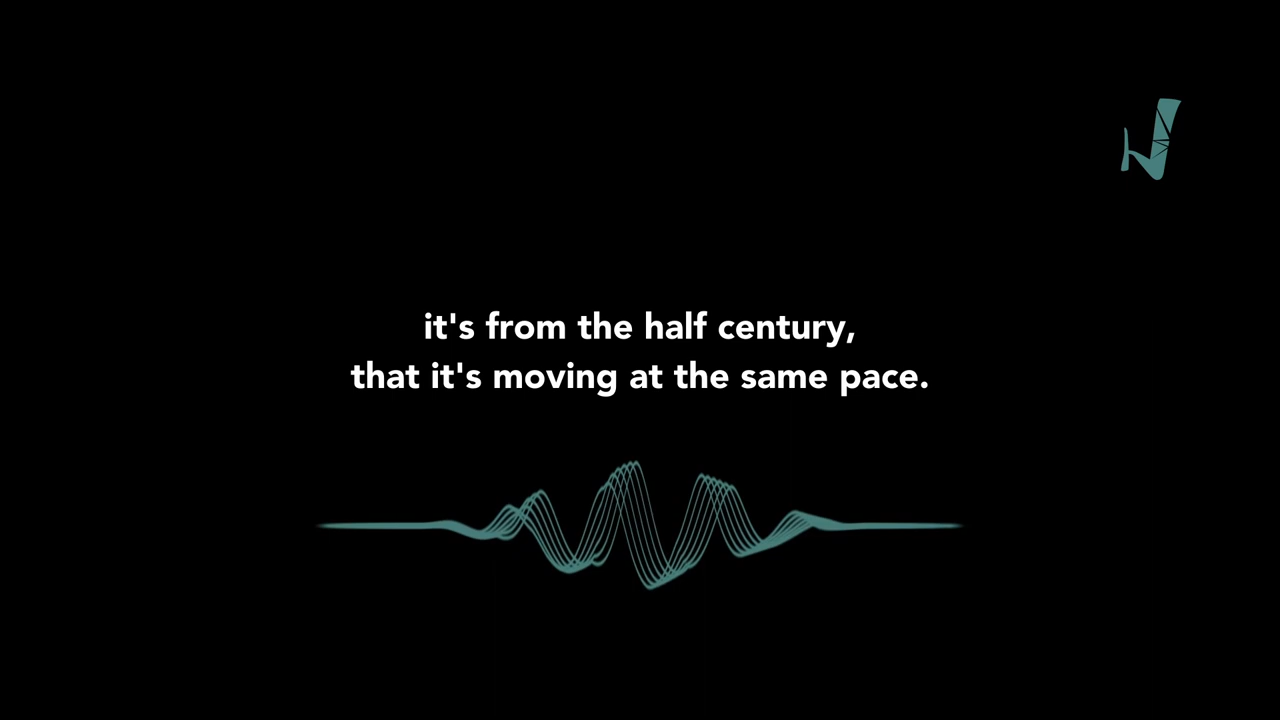 it's from the half century,
that it's moving at the same pace.